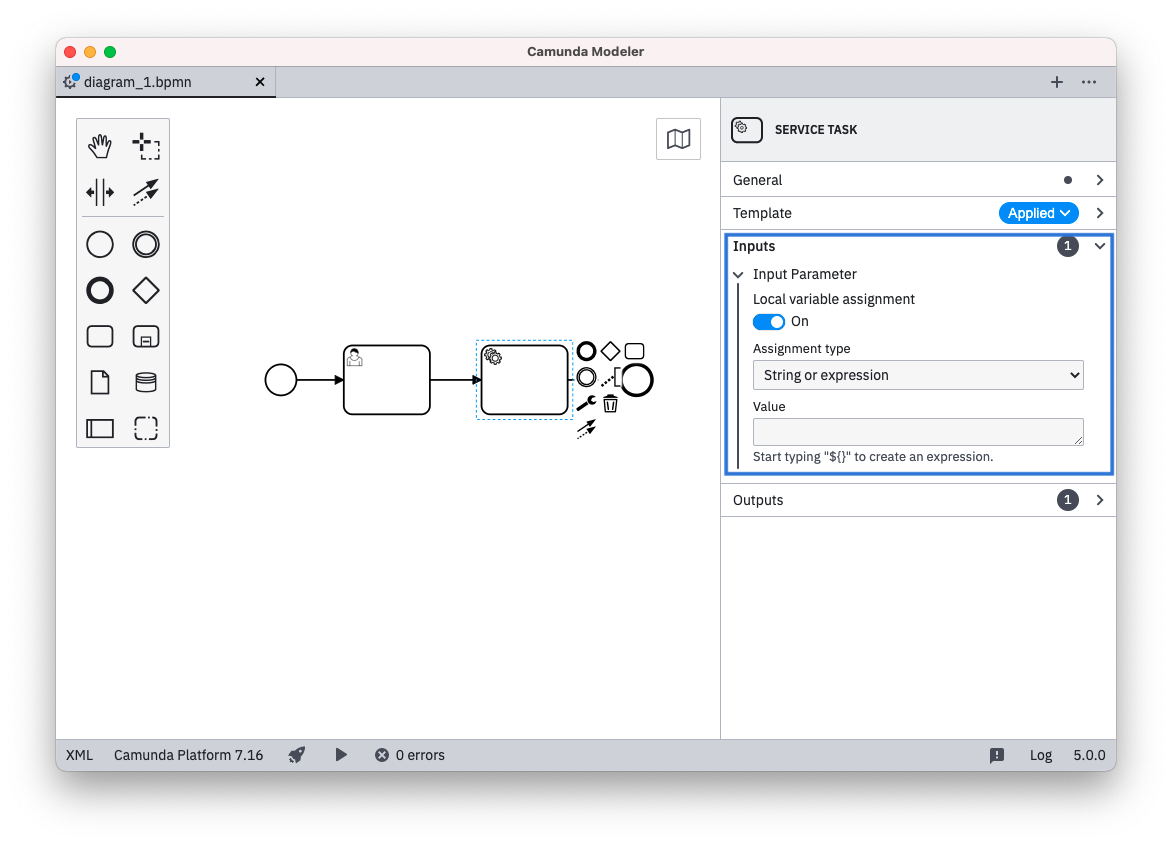 Camunda Modeler
diagram_1.bpmn
SERVICE TASK
General
Template
Applied
Inputs
1
Input Parameter
Local variable assignment
On
Assignment type
String or expression
Value
Start typing "${}" to create an expression.
Outputs
1
XML
Camunda Platform 7.16
0 errors
Log
5.0.0